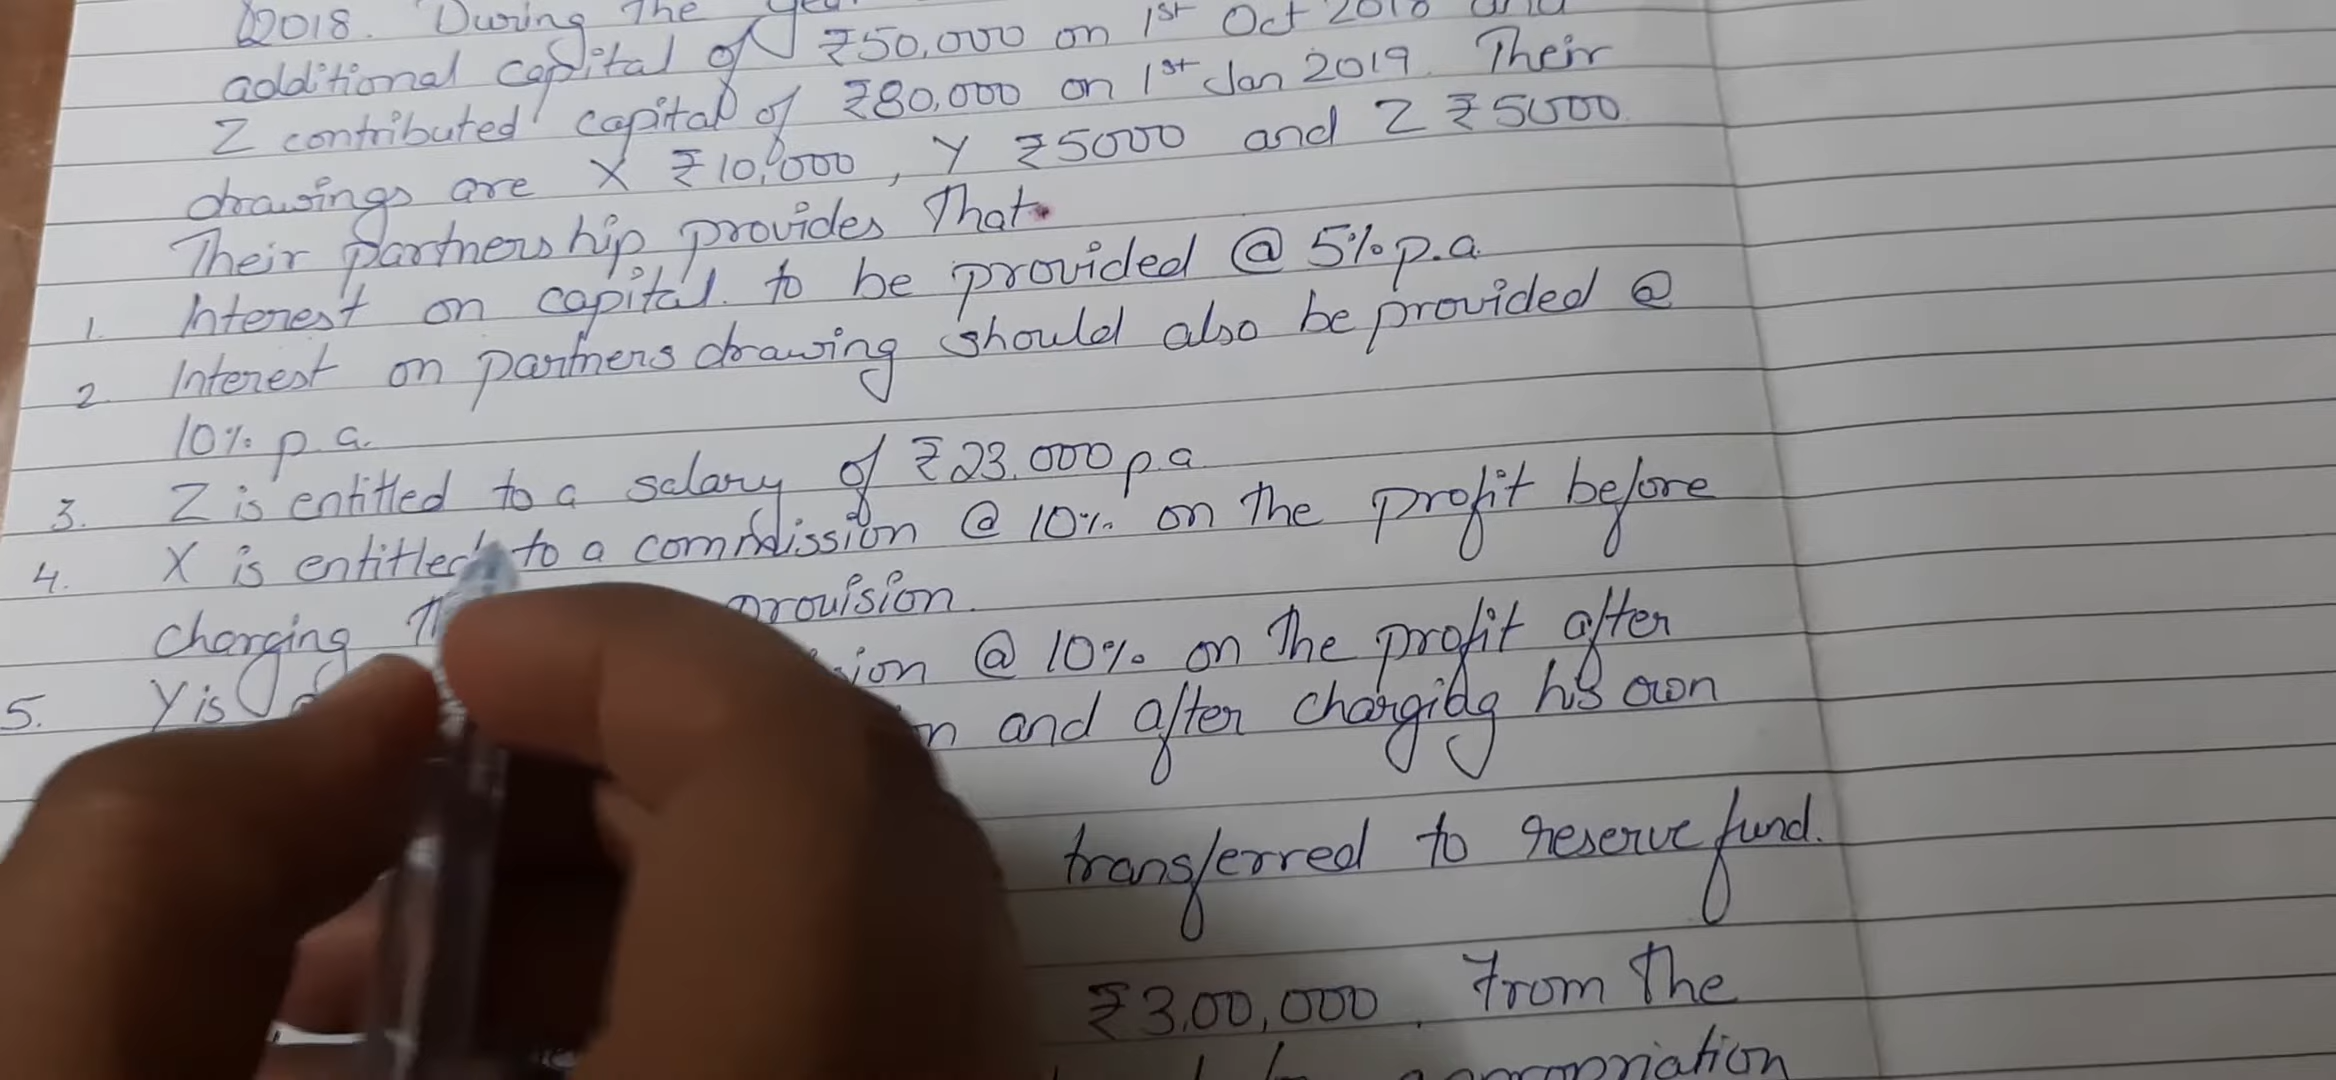 2018. During The
additional capital of ₹50,000 on 1st Oct 2018 and
Z contributed capital of ₹80,000 on 1st Jan 2019. Their
drawings are X ₹10,000, Y ₹5000 and Z ₹5000.
Their partnership provides That
1. Interest on capital. to be provided @ 5% p.a.
2. Interest on partners drawing should also be provided @
10% p.a.
3. Z is entitled to a salary of ₹23,000 p.a
4. X is entitled to a commission @ 10% on the profit before
charging provision.
5. Y is @ 10% on The profit after
and after charging his own
transferred to reserve fund.
₹3,00,000. From The
appropriation